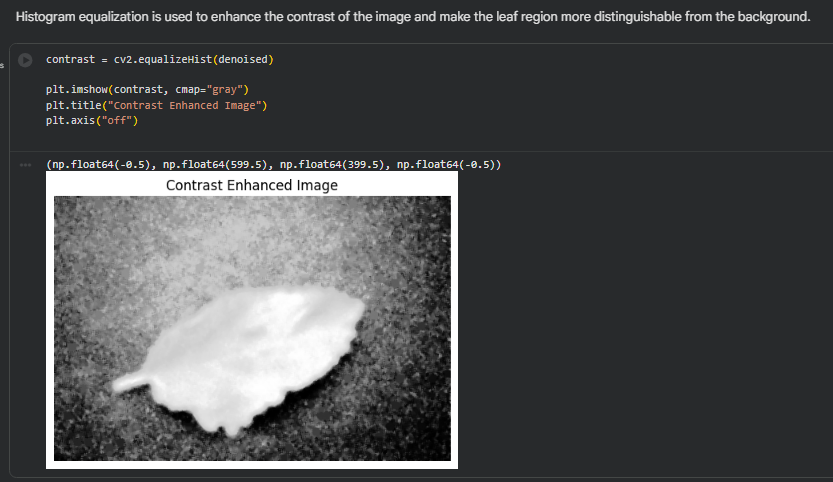 Histogram equalization is used to enhance the contrast of the image and make the leaf region more distinguishable from the background.
s
contrast = cv2.equalizeHist(denoised)
plt.imshow(contrast, cmap="gray")
plt.title("Contrast Enhanced Image")
plt.axis("off")
(np.float64(-0.5), np.float64(599.5), np.float64(399.5), np.float64(-0.5))
Contrast Enhanced Image